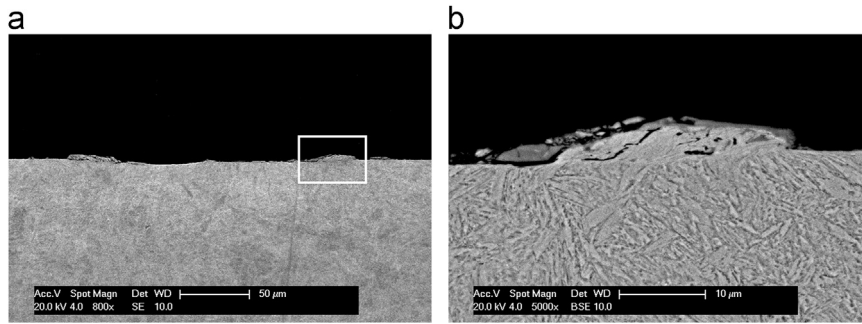 a
b
Acc.V Spot Magn Det WD 50 μm
20.0 kV 4.0 800x SE 10.0
Acc.V Spot Magn Det WD 10 μm
20.0 kV 4.0 5000x BSE 10.0